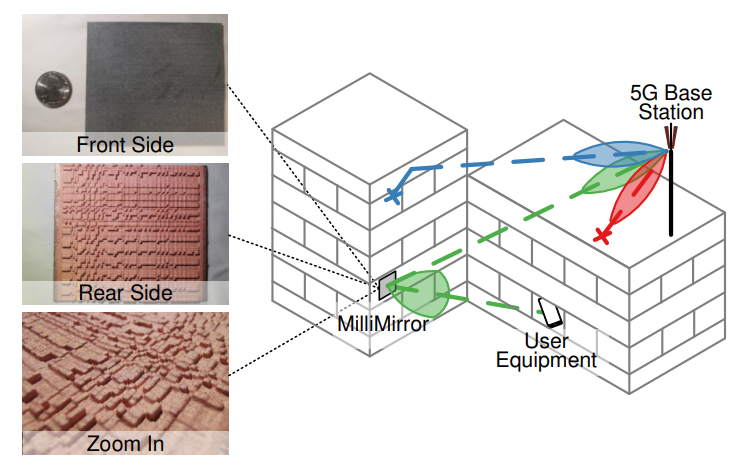 Front Side
Rear Side
Zoom In
5G Base
Station
MilliMirror
User
Equipment